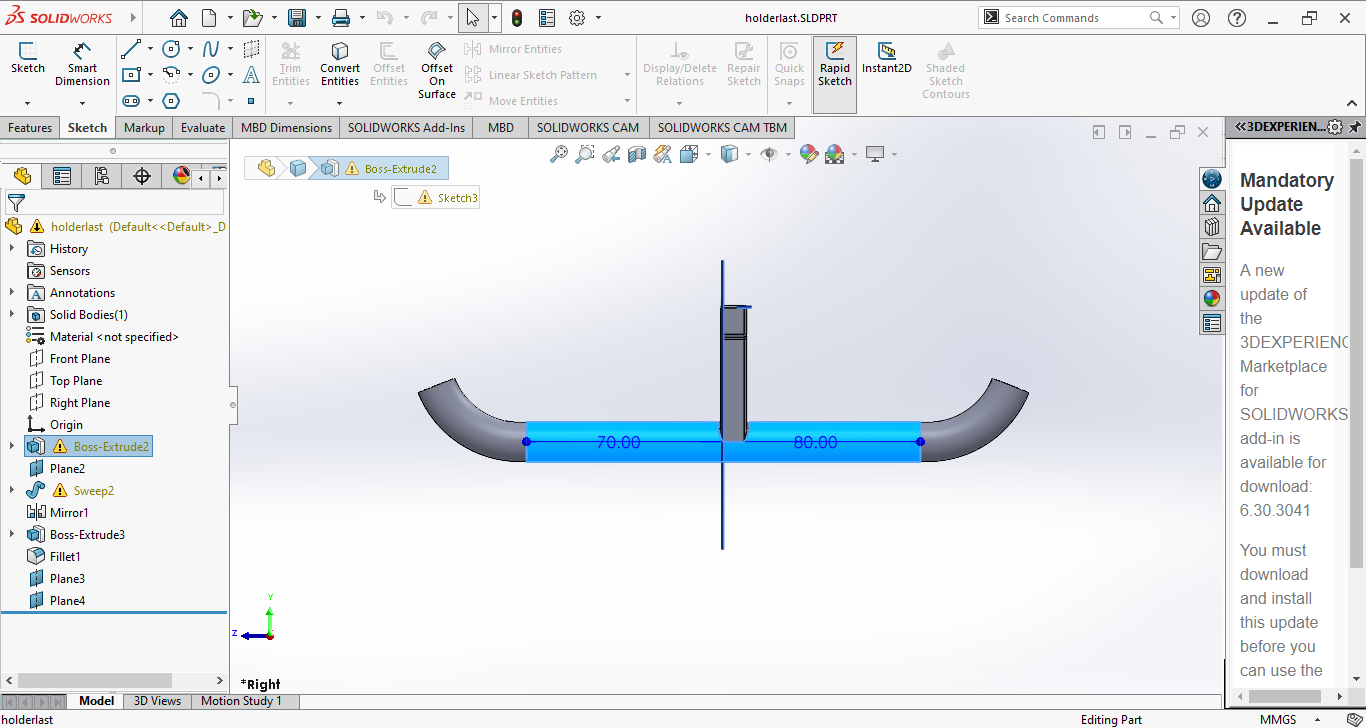 SOLIDWORKS
holderlast.SLDPRT
Search Commands
Sketch
Smart Dimension
Trim Entities
Convert Entities
Offset Entities
Offset On Surface
Mirror Entities
Linear Sketch Pattern
Move Entities
Display/Delete Relations
Repair Sketch
Quick Snaps
Rapid Sketch
Instant2D
Shaded Sketch Contours
Features
Sketch
Markup
Evaluate
MBD Dimensions
SOLIDWORKS Add-Ins
MBD
SOLIDWORKS CAM
SOLIDWORKS CAM TBM
Boss-Extrude2
Sketch3
holderlast (Default<<Default>_D
History
Sensors
Annotations
Solid Bodies(1)
Material <not specified>
Front Plane
Top Plane
Right Plane
Origin
Boss-Extrude2
Plane2
Sweep2
Mirror1
Boss-Extrude3
Fillet1
Plane3
Plane4
70.00
80.00
Y
Z
*Right
3DEXPERIEN...
Mandatory
Update
Available
A new
update of
the
3DEXPERIENC
Marketplace
for
SOLIDWORKS
add-in is
available for
download:
6.30.3041
You must
download
and install
this update
before you
can use the
Model
3D Views
Motion Study 1
holderlast
Editing Part
MMGS